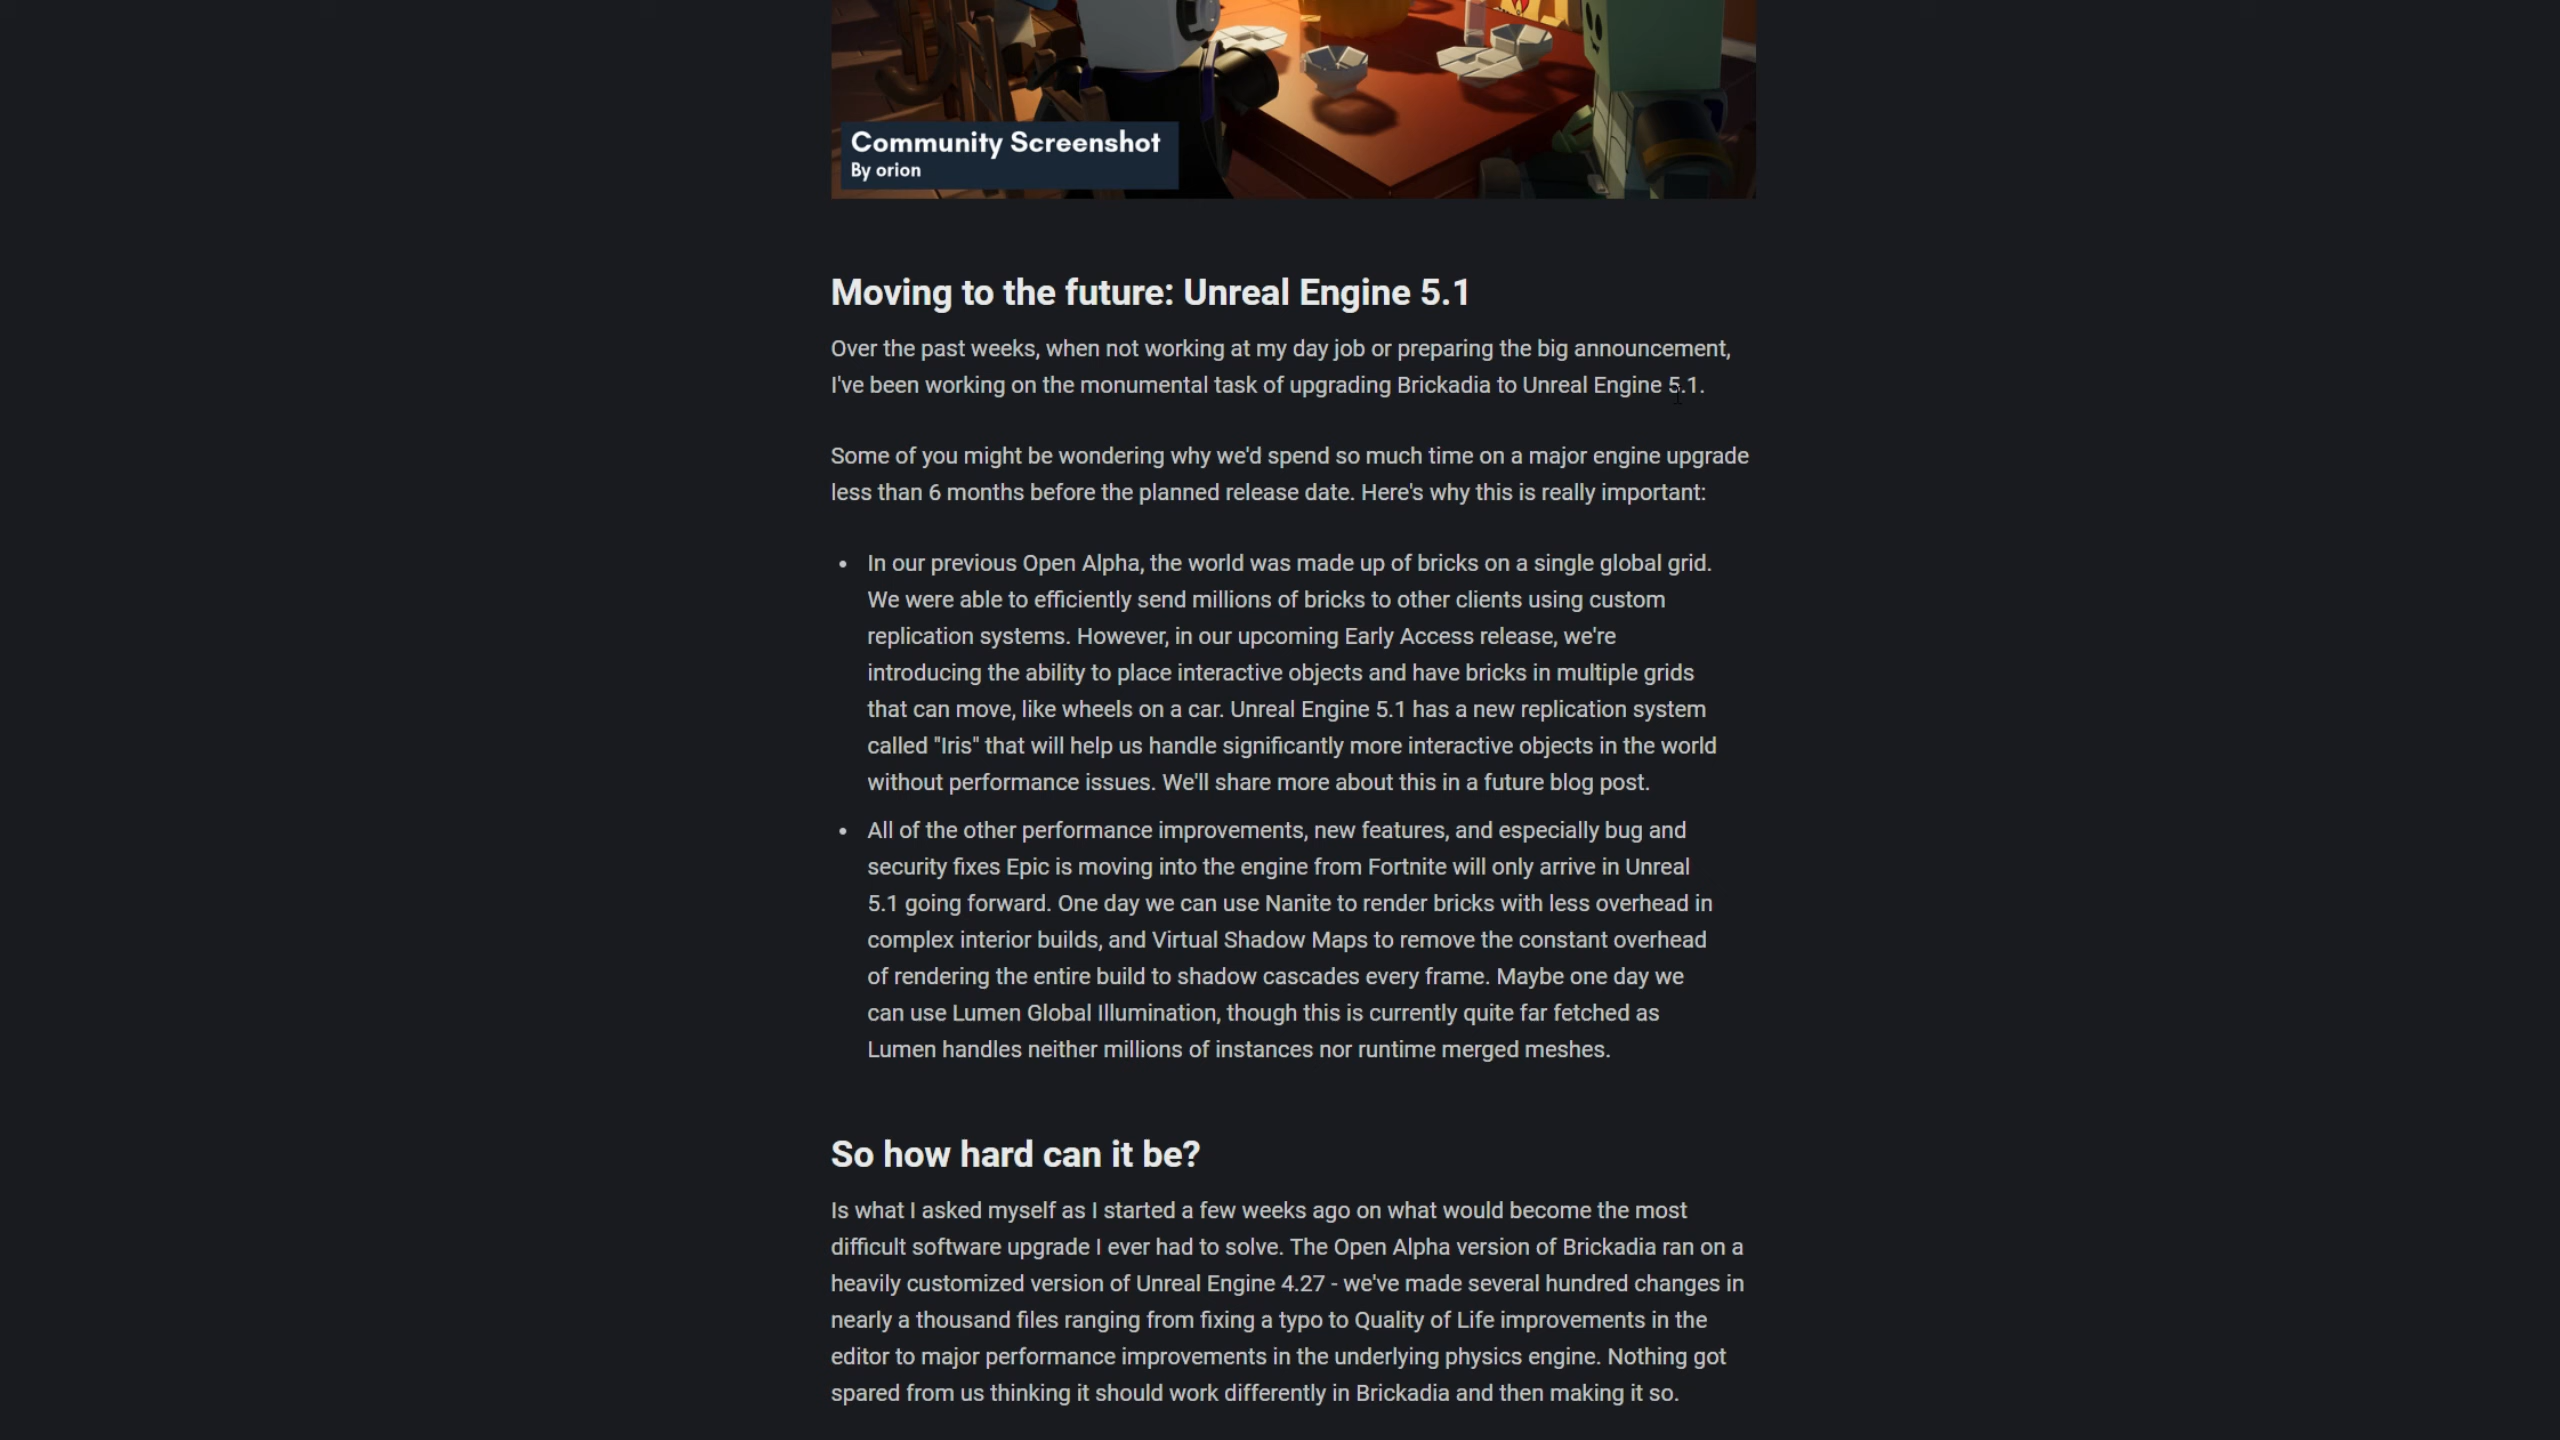 Community Screenshot
By orion
Moving to the future: Unreal Engine 5.1
Over the past weeks, when not working at my day job or preparing the big announcement,
I've been working on the monumental task of upgrading Brickadia to Unreal Engine 5.1.
Some of you might be wondering why we'd spend so much time on a major engine upgrade
less than 6 months before the planned release date. Here's why this is really important:
• In our previous Open Alpha, the world was made up of bricks on a single global grid.
We were able to efficiently send millions of bricks to other clients using custom
replication systems. However, in our upcoming Early Access release, we're
introducing the ability to place interactive objects and have bricks in multiple grids
that can move, like wheels on a car. Unreal Engine 5.1 has a new replication system
called "Iris" that will help us handle significantly more interactive objects in the world
without performance issues. We'll share more about this in a future blog post.
• All of the other performance improvements, new features, and especially bug and
security fixes Epic is moving into the engine from Fortnite will only arrive in Unreal
5.1 going forward. One day we can use Nanite to render bricks with less overhead in
complex interior builds, and Virtual Shadow Maps to remove the constant overhead
of rendering the entire build to shadow cascades every frame. Maybe one day we
can use Lumen Global Illumination, though this is currently quite far fetched as
Lumen handles neither millions of instances nor runtime merged meshes.
So how hard can it be?
Is what I asked myself as I started a few weeks ago on what would become the most
difficult software upgrade I ever had to solve. The Open Alpha version of Brickadia ran on a
heavily customized version of Unreal Engine 4.27 - we've made several hundred changes in
nearly a thousand files ranging from fixing a typo to Quality of Life improvements in the
editor to major performance improvements in the underlying physics engine. Nothing got
spared from us thinking it should work differently in Brickadia and then making it so.